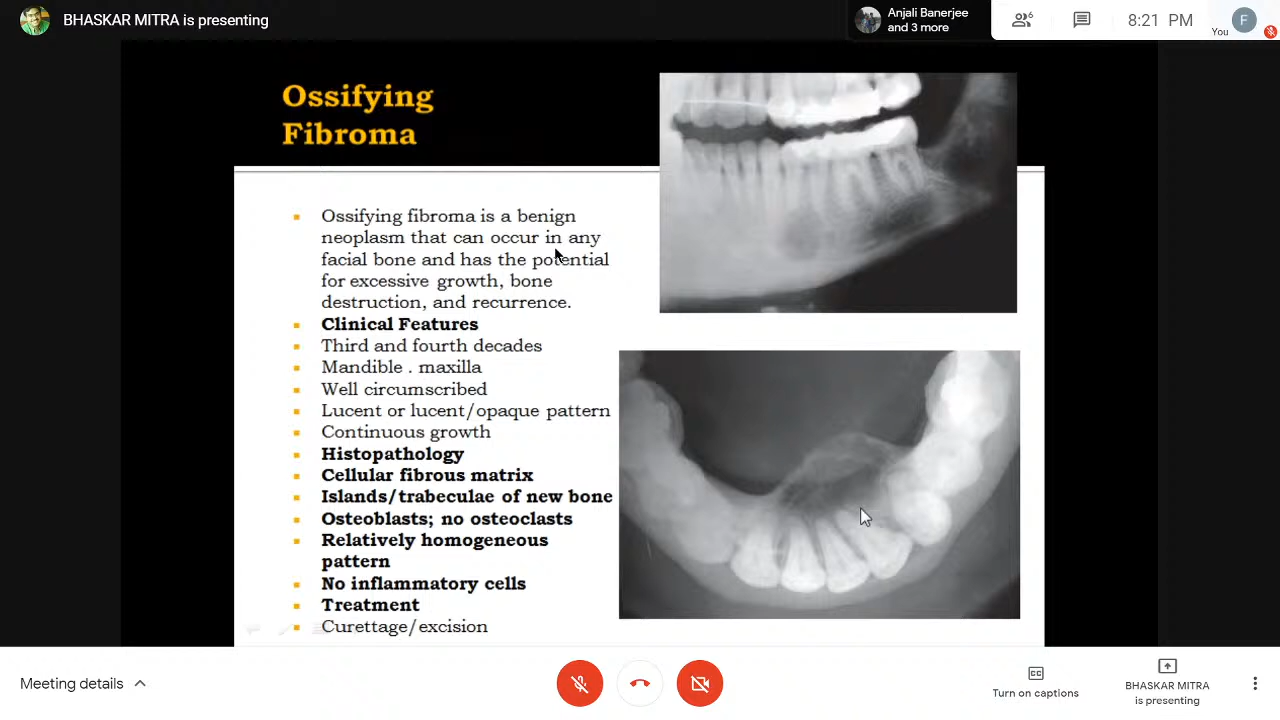 BHASKAR MITRA is presenting
Anjali Banerjee
and 3 more
6
8:21 PM
You
F
Ossifying
Fibroma
Ossifying fibroma is a benign
neoplasm that can occur in any
facial bone and has the potential
for excessive growth, bone
destruction, and recurrence.
Clinical Features
Third and fourth decades
Mandible . maxilla
Well circumscribed
Lucent or lucent/opaque pattern
Continuous growth
Histopathology
Cellular fibrous matrix
Islands/trabeculae of new bone
Osteoblasts; no osteoclasts
Relatively homogeneous
pattern
No inflammatory cells
Treatment
Curettage/excision
Meeting details
CC
Turn on captions
BHASKAR MITRA
is presenting